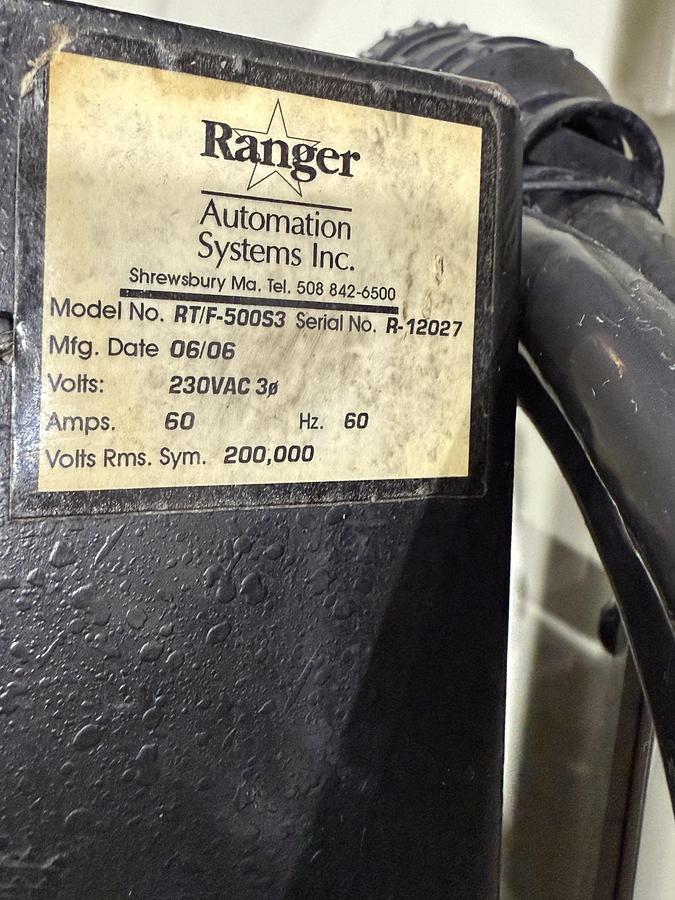 Ranger
Automation
Systems Inc.
Shrewsbury Ma. Tel. 508 842-6500
Model No. RT/F-500S3 Serial No. R-12027
Mfg. Date 06/06
Volts: 230VAC 3ø
Amps. 60 Hz. 60
Volts Rms. Sym. 200,000